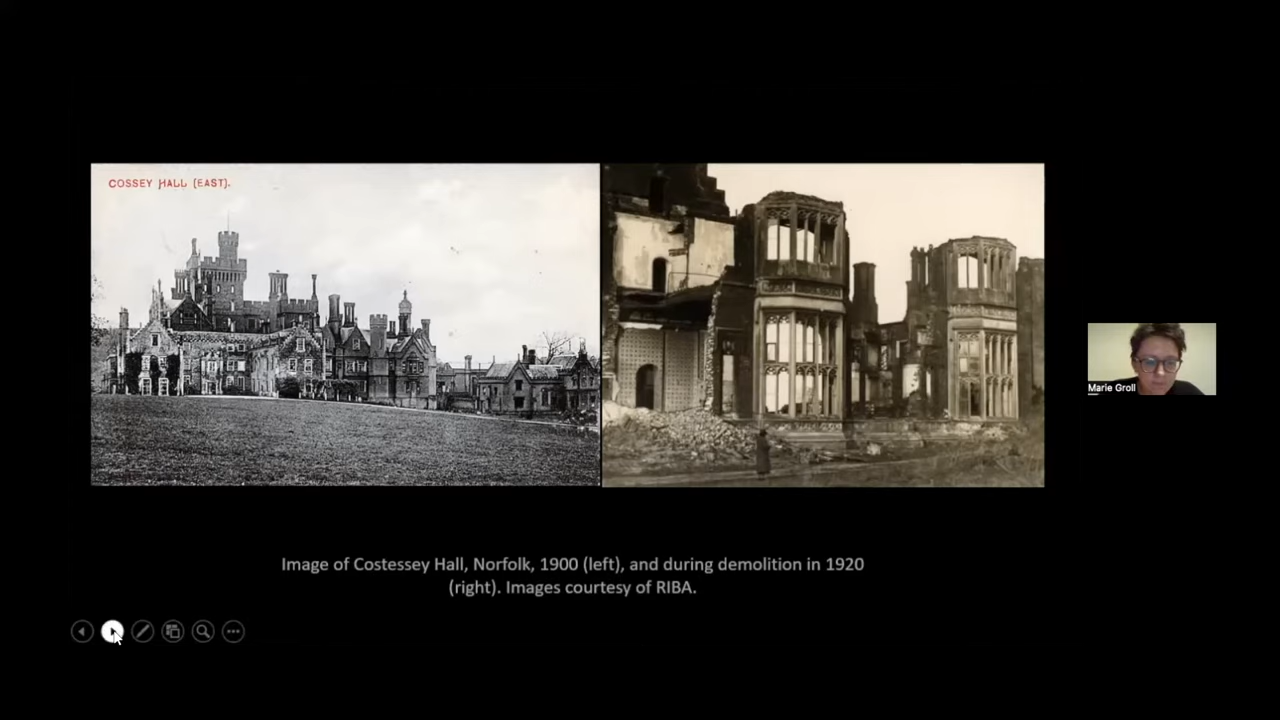 COSSEY HALL (EAST).
Marie Groll
Image of Costessey Hall, Norfolk, 1900 (left), and during demolition in 1920
(right). Images courtesy of RIBA.